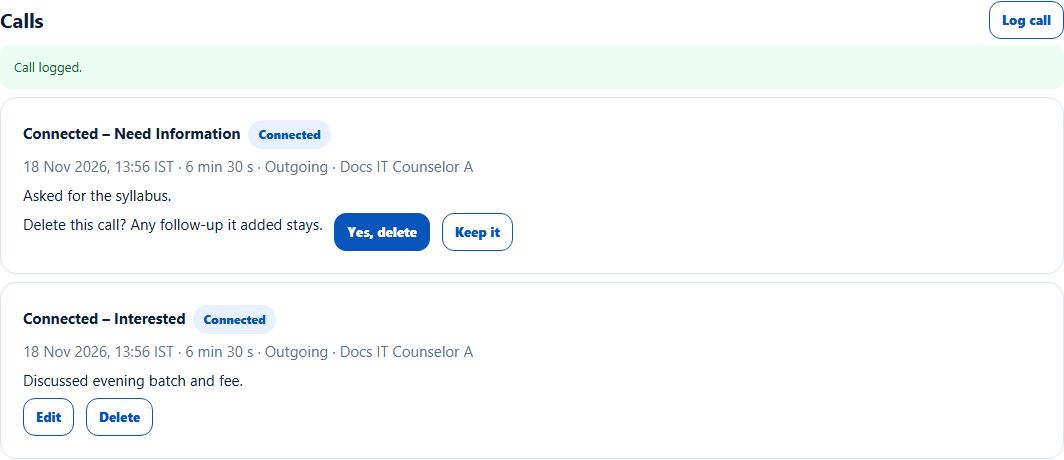 Calls
Log call
Call logged.
Connected – Need Information Connected
18 Nov 2026, 13:56 IST · 6 min 30 s · Outgoing · Docs IT Counselor A
Asked for the syllabus.
Delete this call? Any follow-up it added stays. Yes, delete Keep it
Connected – Interested Connected
18 Nov 2026, 13:56 IST · 6 min 30 s · Outgoing · Docs IT Counselor A
Discussed evening batch and fee.
Edit Delete